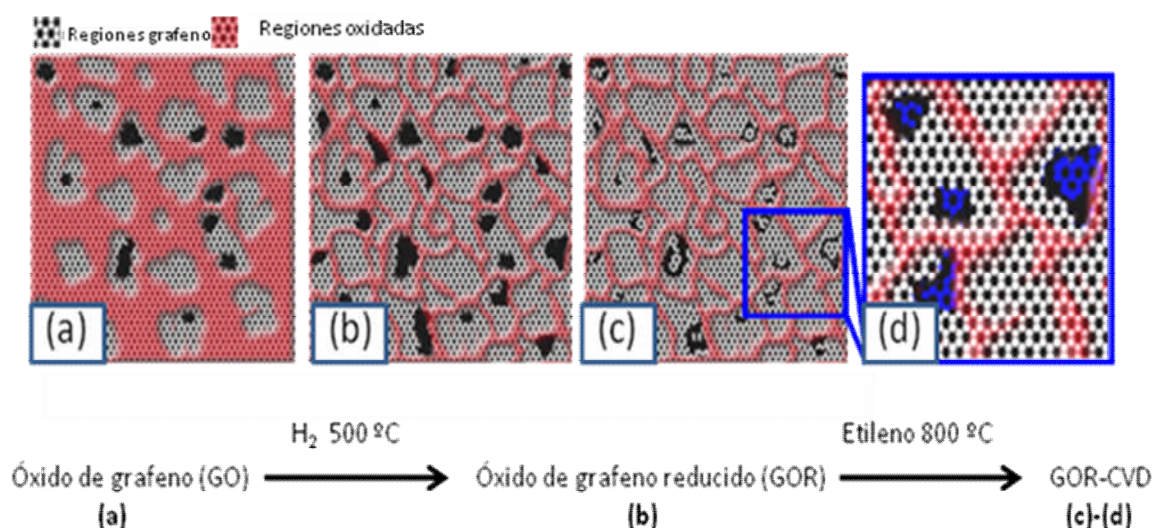 Regiones grafeno Regiones oxidadas
(a) (b) (c) (d)
H₂ 500 ºC Etileno 800 ºC
Óxido de grafeno (GO) Óxido de grafeno reducido (GOR) GOR-CVD
(a) (b) (c)-(d)